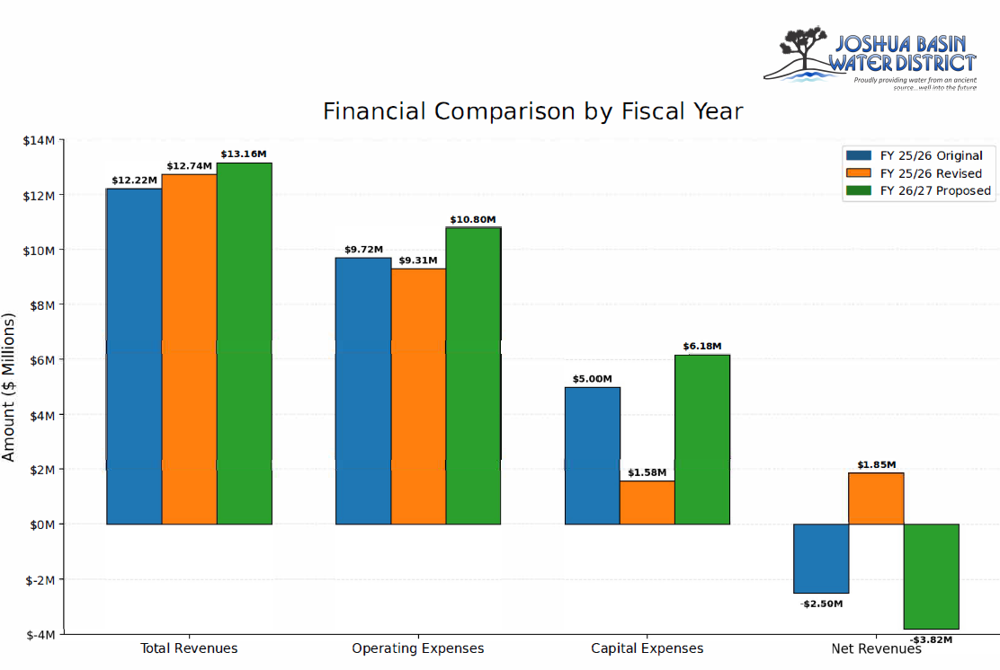 JOSHUA BASIN
WATER DISTRICT
Proudly providing water from an ancient
source...well into the future
Financial Comparison by Fiscal Year
$14M
$12M
$10M
$8M
$6M
$4M
$2M
$0M
$-2M
$-4M
Amount ($ Millions)
FY 25/26 Original
FY 25/26 Revised
FY 26/27 Proposed
$12.22M
$12.74M
$13.16M
$9.72M
$9.31M
$10.80M
$5.00M
$1.58M
$6.18M
-$2.50M
$1.85M
-$3.82M
Total Revenues
Operating Expenses
Capital Expenses
Net Revenues